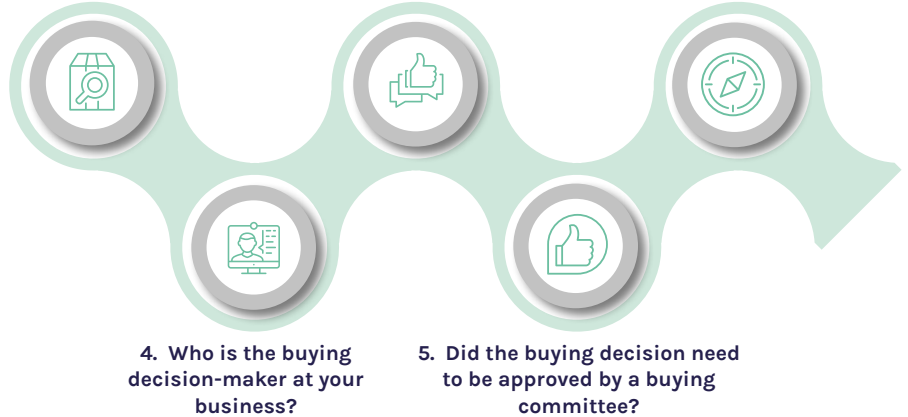 4. Who is the buying
decision-maker at your
business?
5. Did the buying decision need
to be approved by a buying
committee?